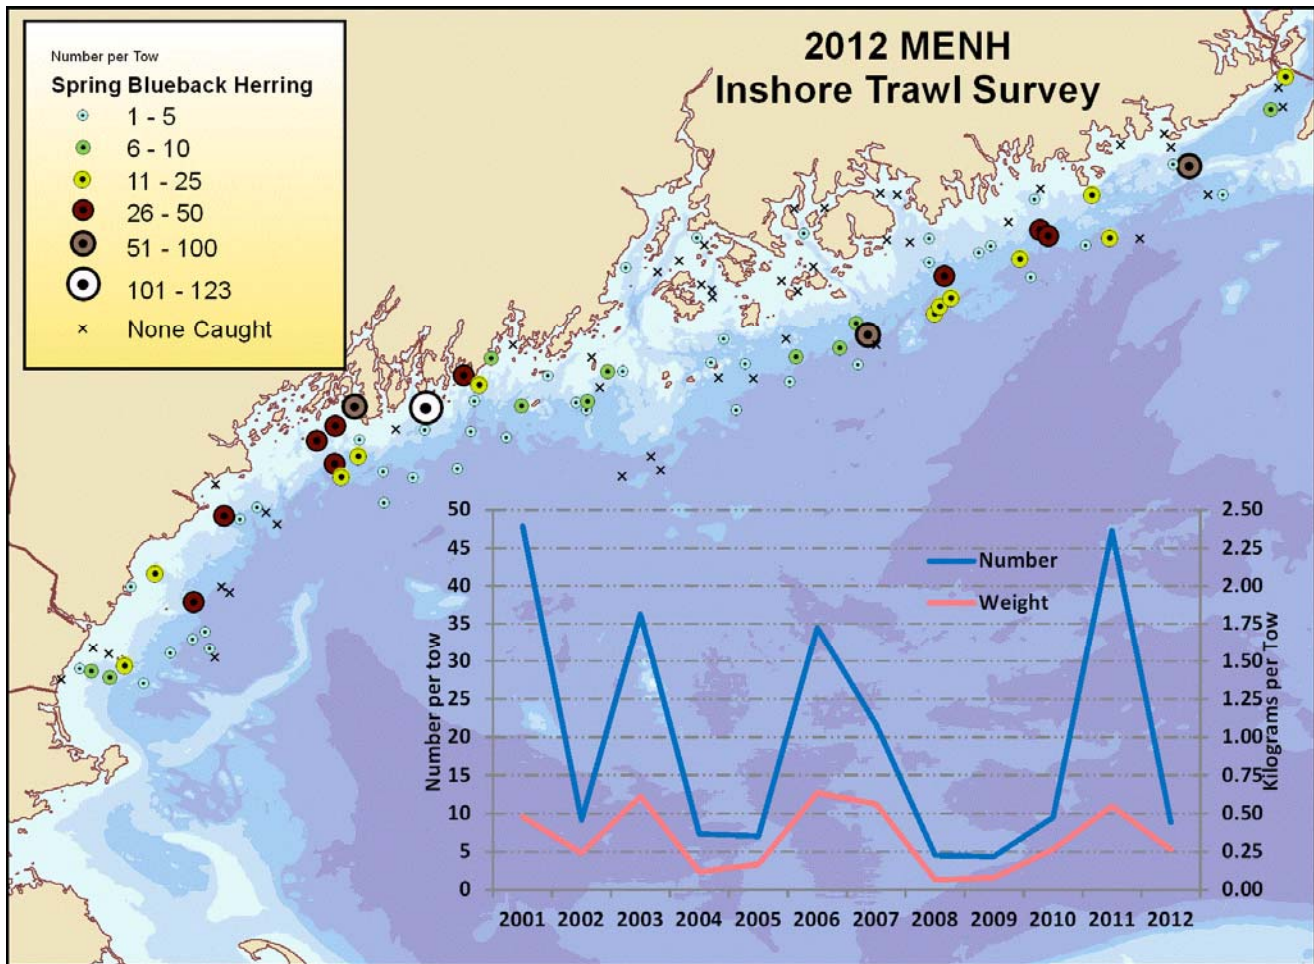 Number per Tow
Spring Blueback Herring
1 - 5
6 - 10
11 - 25
26 - 50
51 - 100
101 - 123
None Caught
2012 MENH
Inshore Trawl Survey
50
45
40
35
30
25
20
15
10
5
0
Number per tow
Number
Weight
2.50
2.25
2.00
1.75
1.50
1.25
1.00
0.75
0.50
0.25
0.00
Kilograms per Tow
2001 2002 2003 2004 2005 2006 2007 2008 2009 2010 2011 2012